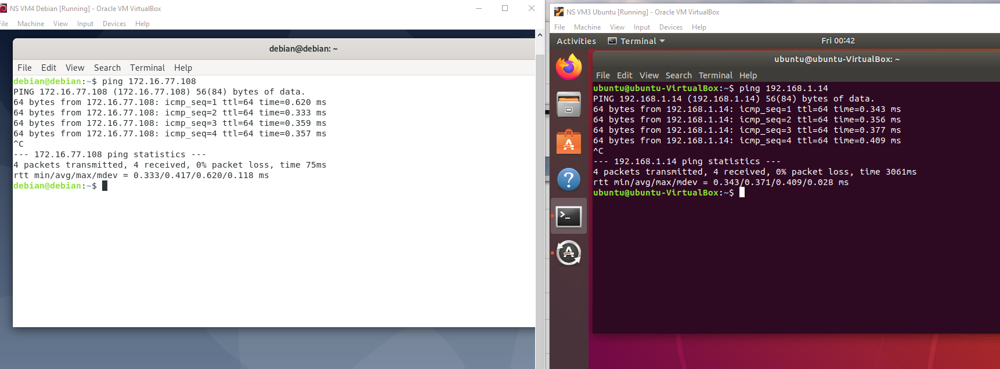 NS VM4 Debian [Running] - Oracle VM VirtualBox
File Machine View Input Devices Help
debian@debian: ~
File Edit View Search Terminal Help
debian@debian:~$ ping 172.16.77.108
PING 172.16.77.108 (172.16.77.108) 56(84) bytes of data.
64 bytes from 172.16.77.108: icmp_seq=1 ttl=64 time=0.620 ms
64 bytes from 172.16.77.108: icmp_seq=2 ttl=64 time=0.333 ms
64 bytes from 172.16.77.108: icmp_seq=3 ttl=64 time=0.359 ms
64 bytes from 172.16.77.108: icmp_seq=4 ttl=64 time=0.357 ms
^C
--- 172.16.77.108 ping statistics ---
4 packets transmitted, 4 received, 0% packet loss, time 75ms
rtt min/avg/max/mdev = 0.333/0.417/0.620/0.118 ms
debian@debian:~$
NS VM3 Ubuntu [Running] - Oracle VM VirtualBox
File Machine View Input Devices Help
Activities Terminal Fri 00:42
ubuntu@ubuntu-VirtualBox: ~
File Edit View Search Terminal Help
ubuntu@ubuntu-VirtualBox:~$ ping 192.168.1.14
PING 192.168.1.14 (192.168.1.14) 56(84) bytes of data.
64 bytes from 192.168.1.14: icmp_seq=1 ttl=64 time=0.343 ms
64 bytes from 192.168.1.14: icmp_seq=2 ttl=64 time=0.356 ms
64 bytes from 192.168.1.14: icmp_seq=3 ttl=64 time=0.377 ms
64 bytes from 192.168.1.14: icmp_seq=4 ttl=64 time=0.409 ms
^C
--- 192.168.1.14 ping statistics ---
4 packets transmitted, 4 received, 0% packet loss, time 3061ms
rtt min/avg/max/mdev = 0.343/0.371/0.409/0.028 ms
ubuntu@ubuntu-VirtualBox:~$